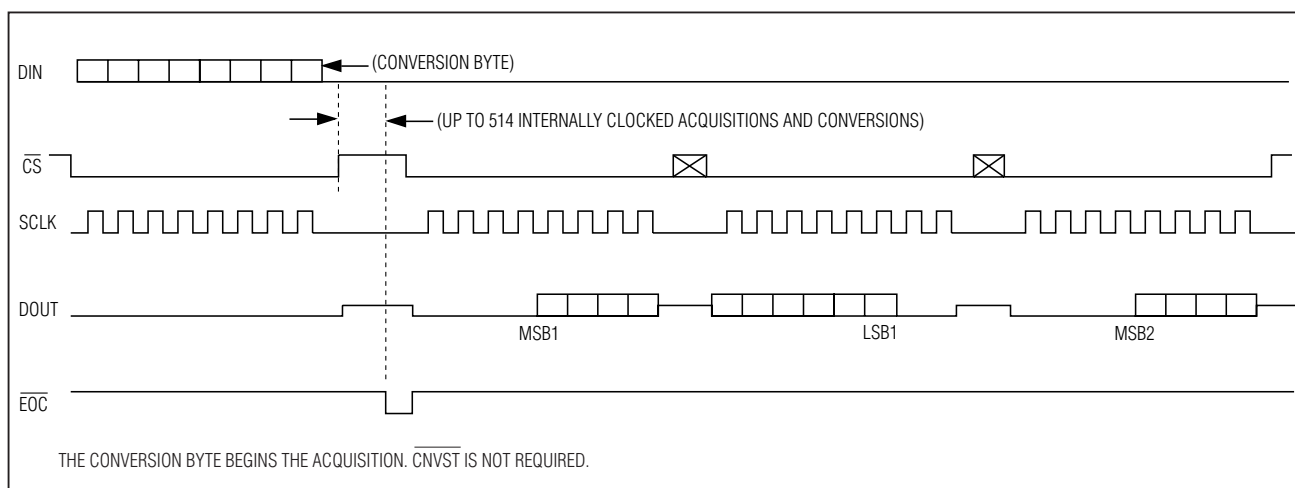 DIN
(CONVERSION BYTE)
(UP TO 514 INTERNALLY CLOCKED ACQUISITIONS AND CONVERSIONS)
CS
SCLK
DOUT
MSB1
LSB1
MSB2
EOC
THE CONVERSION BYTE BEGINS THE ACQUISITION. CNVST IS NOT REQUIRED.